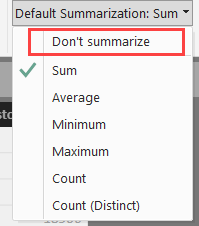 Default Summarization: Sum
Don't summarize
Sum
Average
Minimum
Maximum
Count
Count (Distinct)